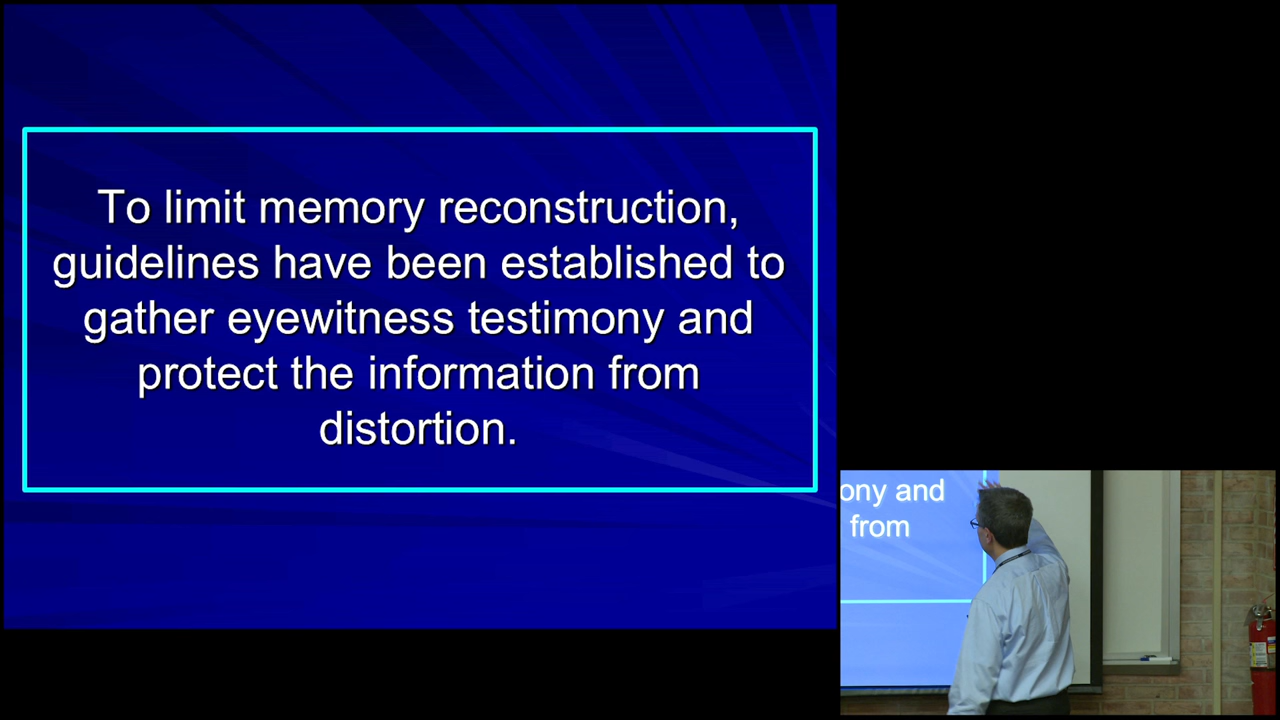 To limit memory reconstruction,
guidelines have been established to
gather eyewitness testimony and
protect the information from
distortion.
ony and
from